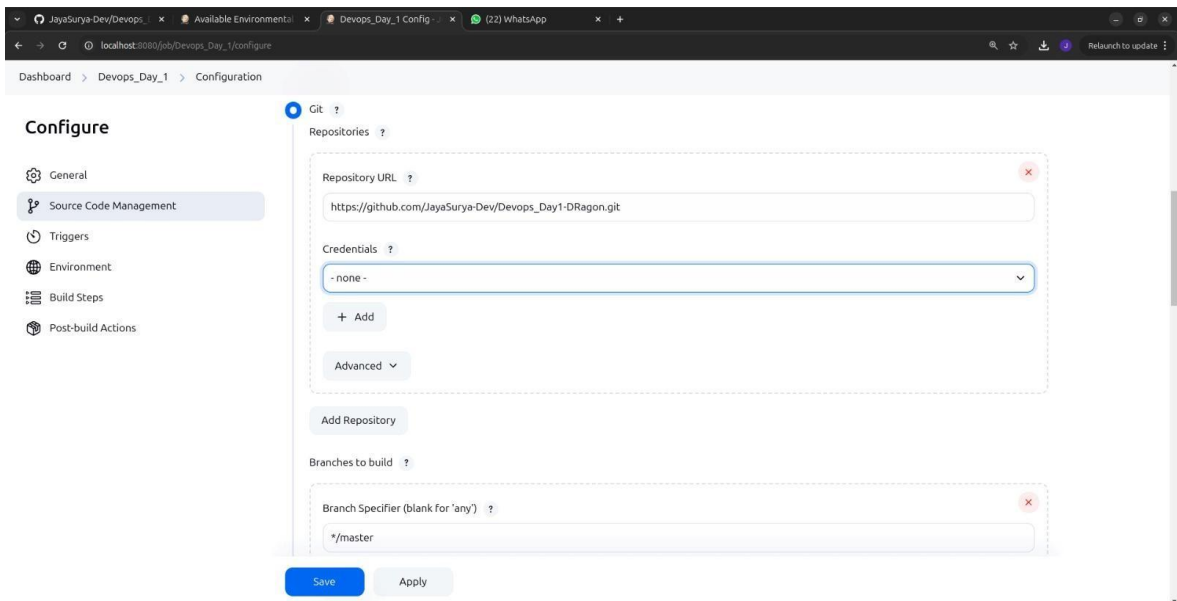 JayaSurya-Dev/Devops_
Available Environmental
Devops_Day_1 Config - J
(22) WhatsApp
localhost:8080/job/Devops_Day_1/configure
Relaunch to update
Dashboard > Devops_Day_1 > Configuration
Configure
General
Source Code Management
Triggers
Environment
Build Steps
Post-build Actions
Git ?
Repositories ?
Repository URL ?
https://github.com/JayaSurya-Dev/Devops_Day1-DRagon.git
Credentials ?
- none -
+ Add
Advanced
Add Repository
Branches to build ?
Branch Specifier (blank for 'any') ?
*/master
Save
Apply